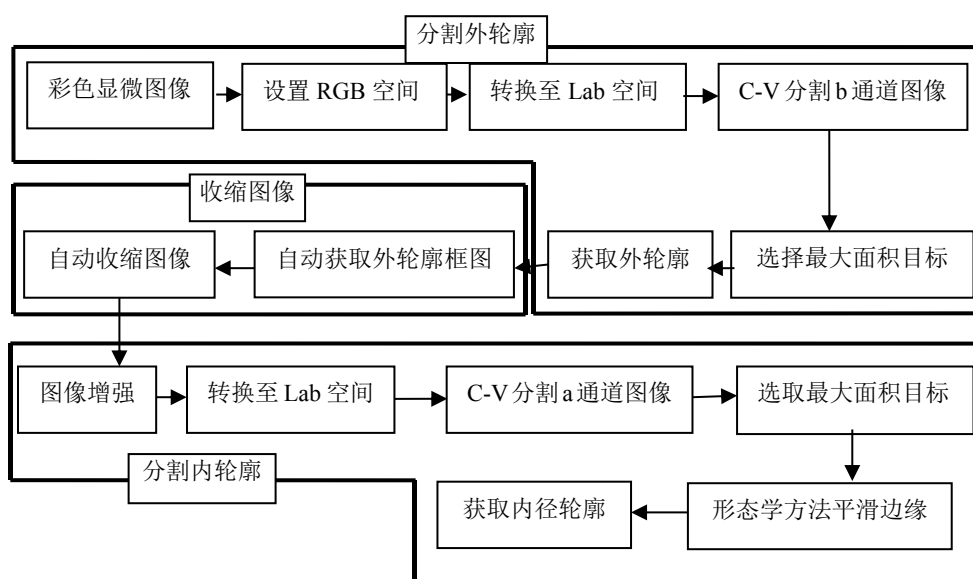 分割外轮廓
彩色显微图像
设置 RGB 空间
转换至 Lab 空间
C-V 分割 b 通道图像
收缩图像
自动收缩图像
自动获取外轮廓框图
获取外轮廓
选择最大面积目标
图像增强
转换至 Lab 空间
C-V 分割 a 通道图像
选取最大面积目标
分割内轮廓
获取内径轮廓
形态学方法平滑边缘